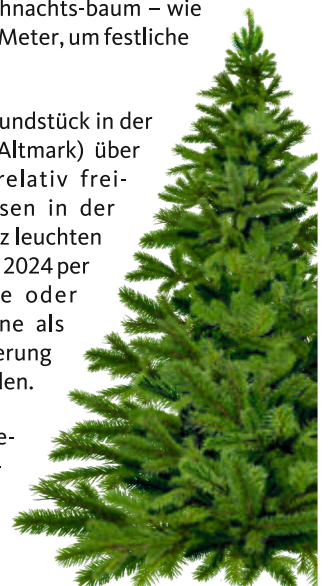 hnachts-baum – wie
Meter, um festliche
undstück in der
Altmark) über
relativ frei-
sen in der
z leuchten
2024 per
e oder
ne als
erung
den.
e-